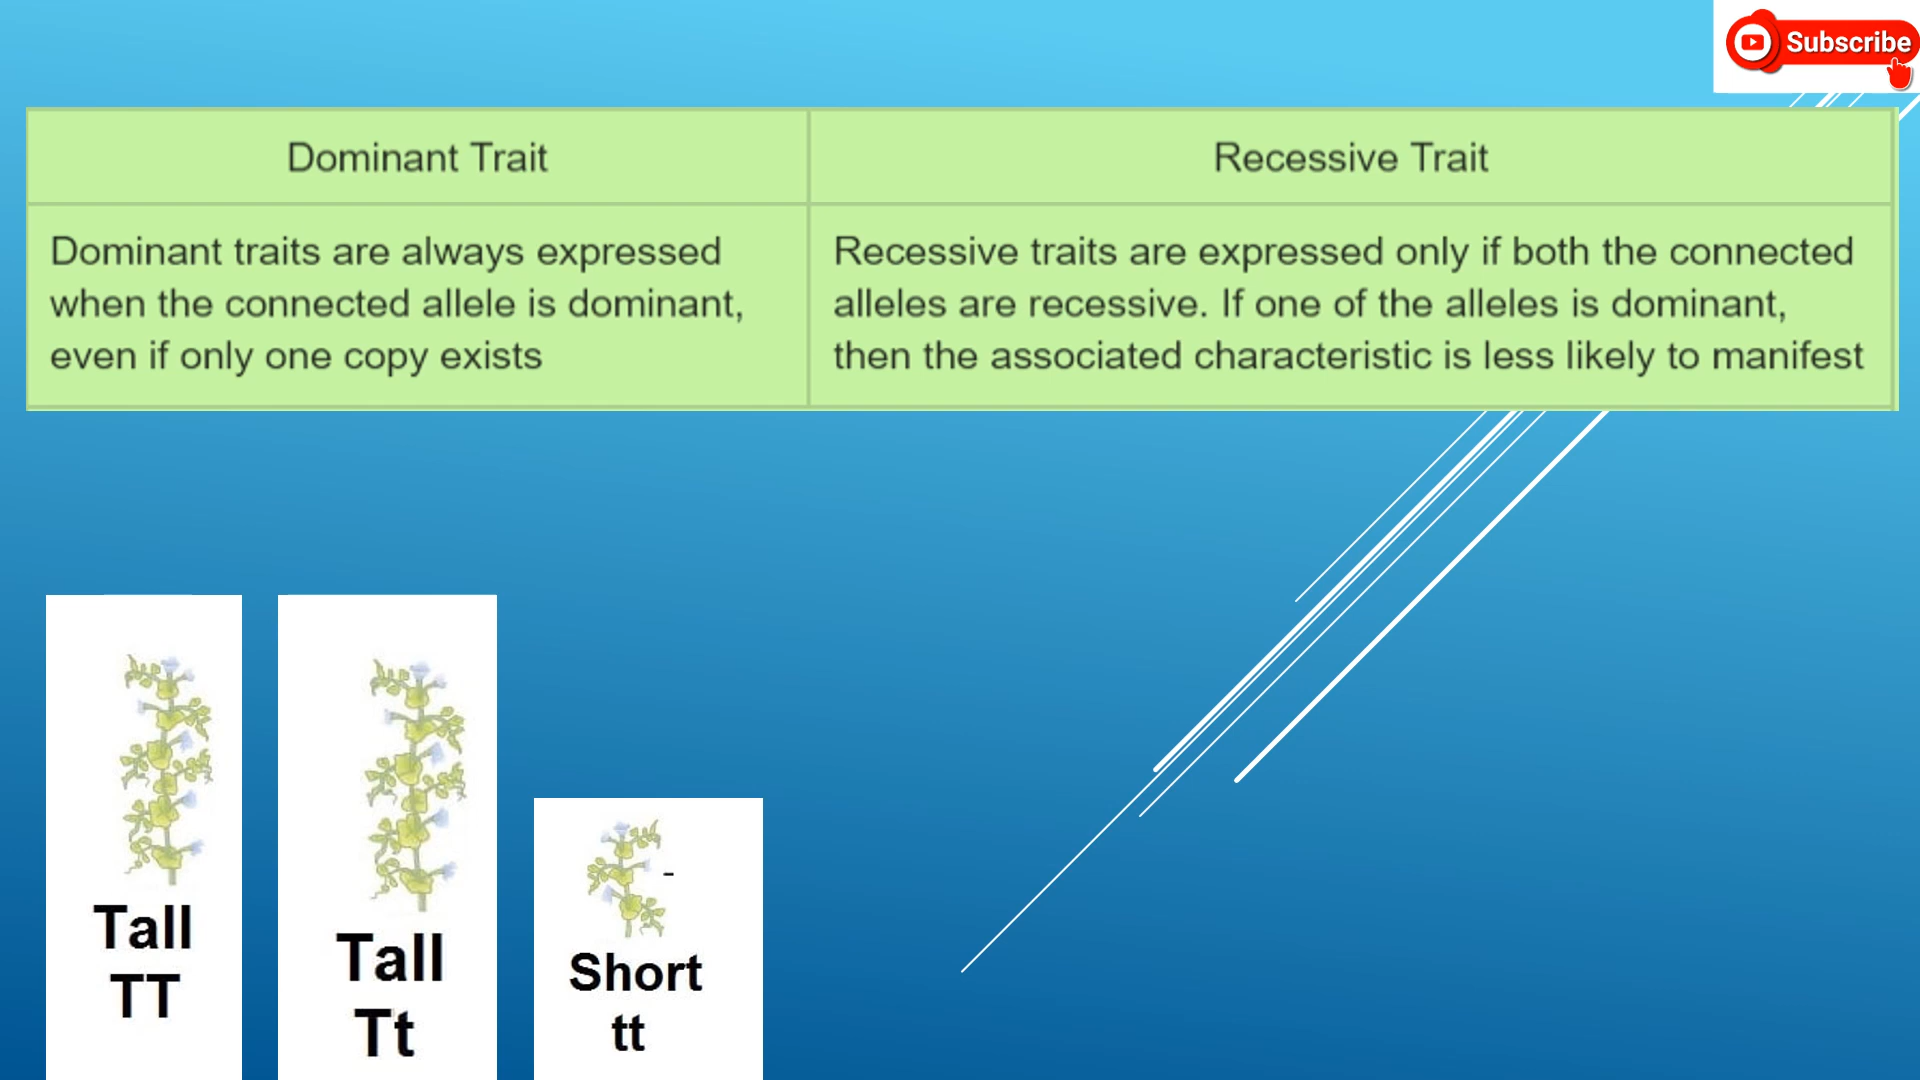 Subscribe
Dominant Trait
Recessive Trait
Dominant traits are always expressed
when the connected allele is dominant,
even if only one copy exists
Recessive traits are expressed only if both the connected
alleles are recessive. If one of the alleles is dominant,
then the associated characteristic is less likely to manifest
Tall
TT
Tall
Tt
-
Short
tt